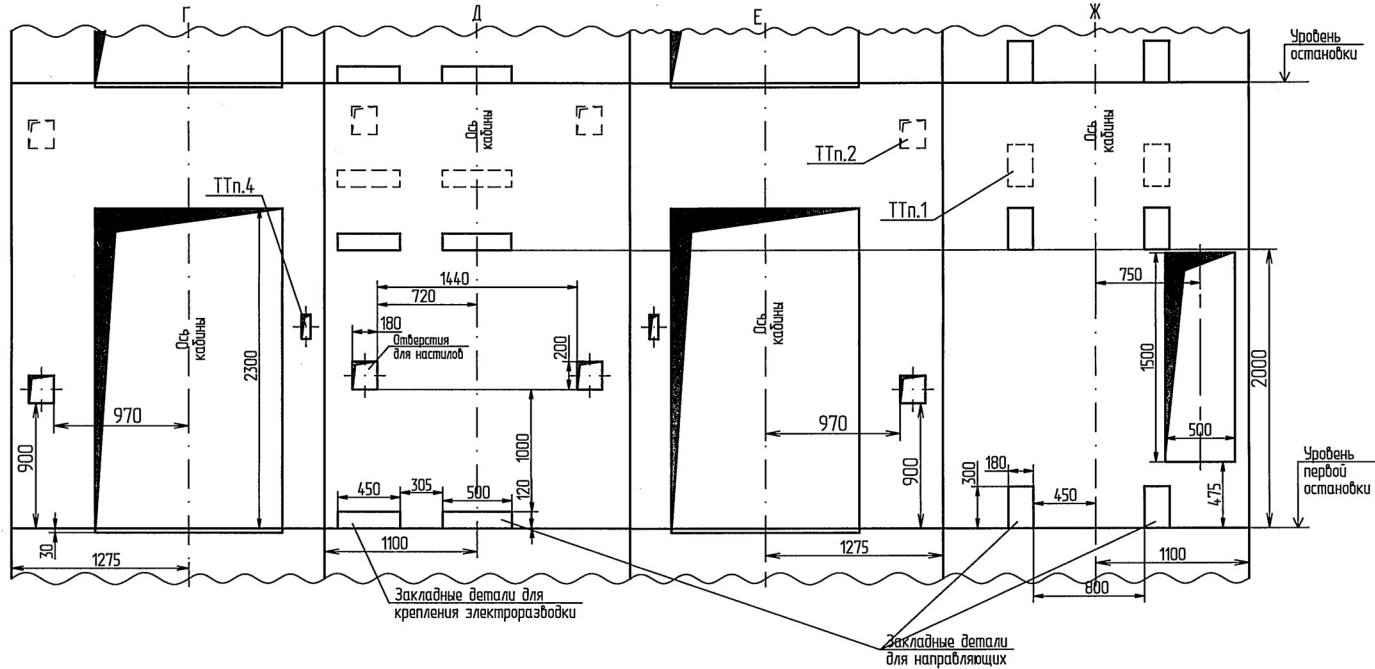 Г
Д
Е
Ж
Уровень
остановки
Ось
кабины
Ось
кабины
ТТп.2
ТТп.4
ТТп.1
1440
720
750
180
Отверстия
для настилов
200
Ось
кабины
2300
Ось
кабины
1500
2000
970
970
500
900
1000
900
Уровень
первой
остановки
450
305
500
120
180
300
450
475
30
1275
1100
1275
1100
800
Закладные детали для
крепления электроразводки
Закладные детали
для направляющих